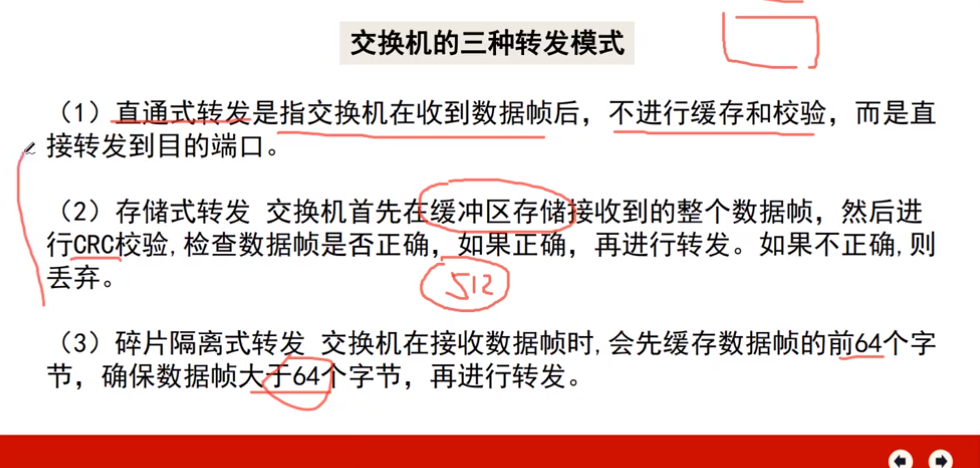 交换机的三种转发模式
（1）直通式转发是指交换机在收到数据帧后，不进行缓存和校验，而是直
接转发到目的端口。
（2）存储式转发 交换机首先在缓冲区存储接收到的整个数据帧，然后进
行CRC校验,检查数据帧是否正确，如果正确，再进行转发。如果不正确,则
丢弃。
512
（3）碎片隔离式转发 交换机在接收数据帧时,会先缓存数据帧的前64个字
节，确保数据帧大于64个字节，再进行转发。